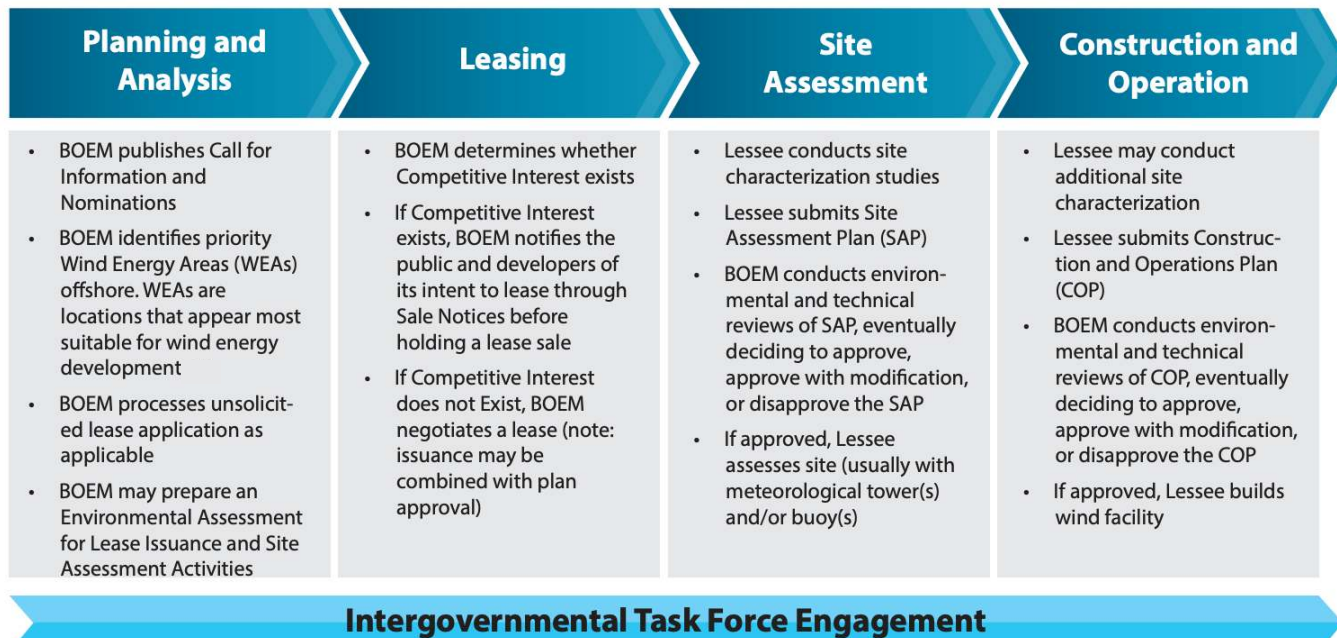 Planning and
Analysis
Leasing
Site
Assessment
Construction and
Operation
• BOEM publishes Call for
Information and
Nominations
• BOEM identifies priority
Wind Energy Areas (WEAs)
offshore. WEAs are
locations that appear most
suitable for wind energy
development
• BOEM processes unsolicit-
ed lease application as
applicable
• BOEM may prepare an
Environmental Assessment
for Lease Issuance and Site
Assessment Activities
• BOEM determines whether
Competitive Interest exists
• If Competitive Interest
exists, BOEM notifies the
public and developers of
its intent to lease through
Sale Notices before
holding a lease sale
• If Competitive Interest
does not Exist, BOEM
negotiates a lease (note:
issuance may be
combined with plan
approval)
• Lessee conducts site
characterization studies
• Lessee submits Site
Assessment Plan (SAP)
• BOEM conducts environ-
mental and technical
reviews of SAP, eventually
deciding to approve,
approve with modification,
or disapprove the SAP
• If approved, Lessee
assesses site (usually with
meteorological tower(s)
and/or buoy(s)
• Lessee may conduct
additional site
characterization
• Lessee submits Construc-
tion and Operations Plan
(COP)
• BOEM conducts environ-
mental and technical
reviews of COP, eventually
deciding to approve,
approve with modification,
or disapprove the COP
• If approved, Lessee builds
wind facility
Intergovernmental Task Force Engagement